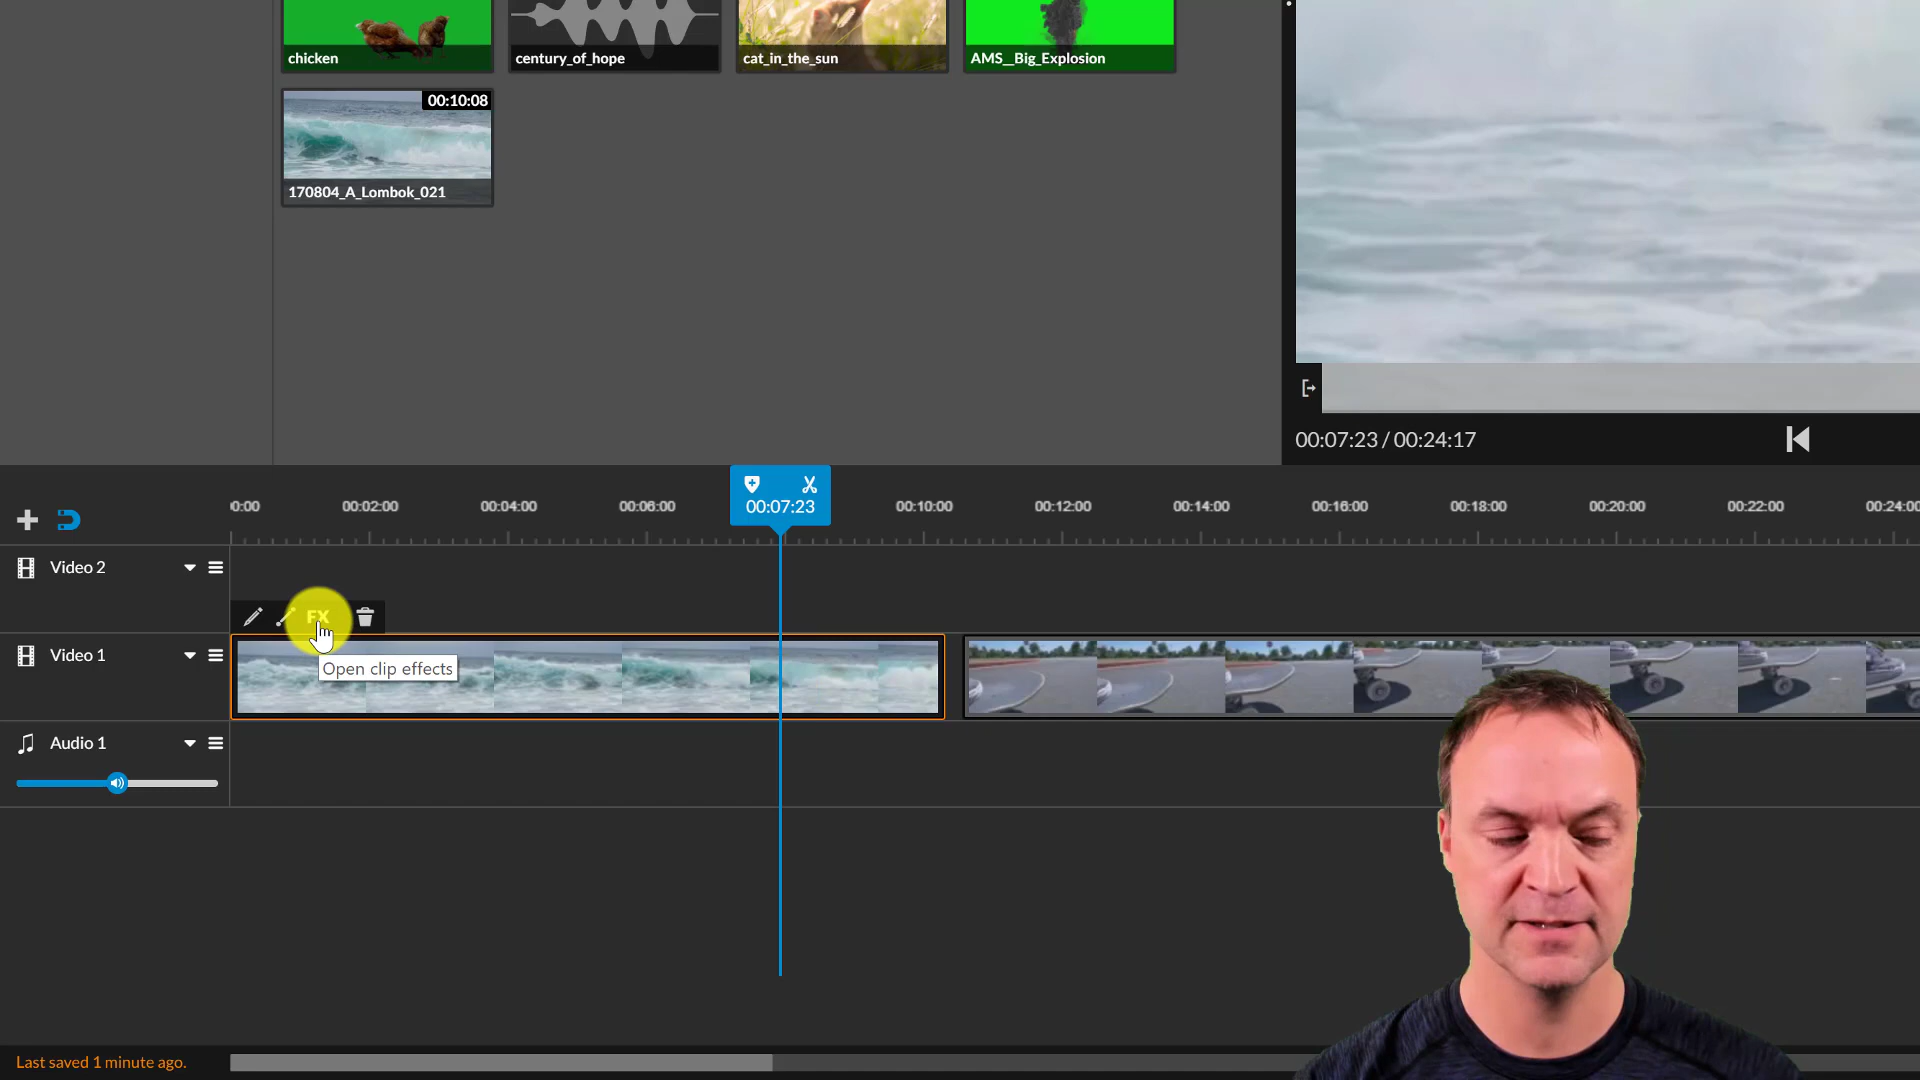 chicken
century_of_hope
cat_in_the_sun
AMS__Big_Explosion
00:10:08
170804_A_Lombok_021
00:07:23 / 00:24:17
0:00
00:02:00
00:04:00
00:06:00
00:07:23
00:10:00
00:12:00
00:14:00
00:16:00
00:18:00
00:20:00
00:22:00
00:24:00
Video 2
FX
Video 1
Open clip effects
Audio 1
Last saved 1 minute ago.